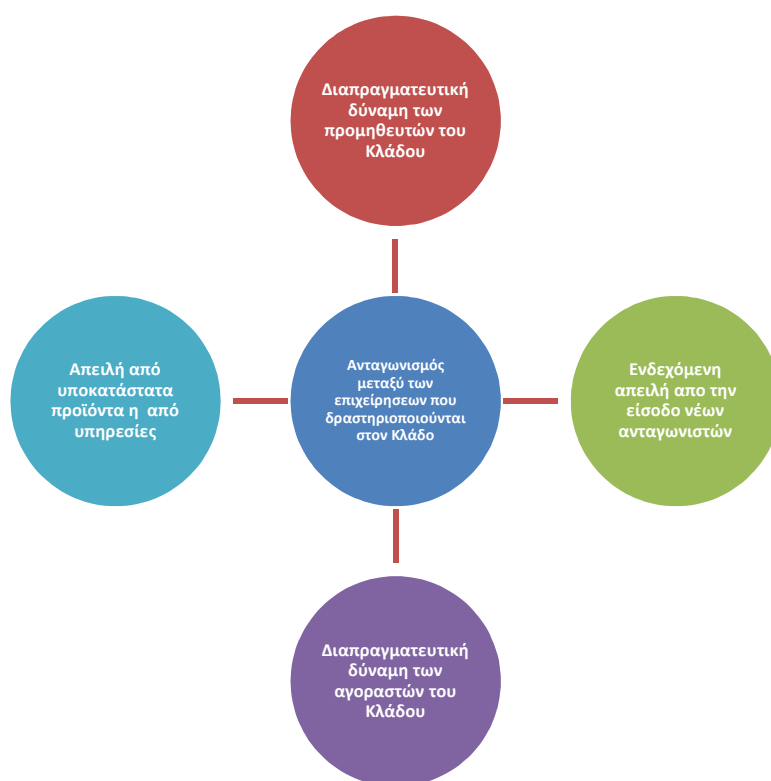 Διαπραγματευτική
δύναμη των
προμηθευτών του
Κλάδου
Απειλή από
υποκατάστατα
προϊόντα η από
υπηρεσίες
Ανταγωνισμός
μεταξύ των
επιχείρησεων που
δραστηριοποιούνται
στον Κλάδο
Ενδεχόμενη
απειλή απο την
είσοδο νέων
ανταγωνιστών
Διαπραγματευτική
δύναμη των
αγοραστών του
Κλάδου